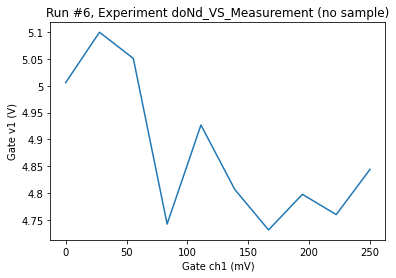 Run #6, Experiment doNd_VS_Measurement (no sample)
5.1
5.05
5
4.95
4.9
4.85
4.8
4.75
Gate v1 (V)
0 50 100 150 200 250
Gate ch1 (mV)